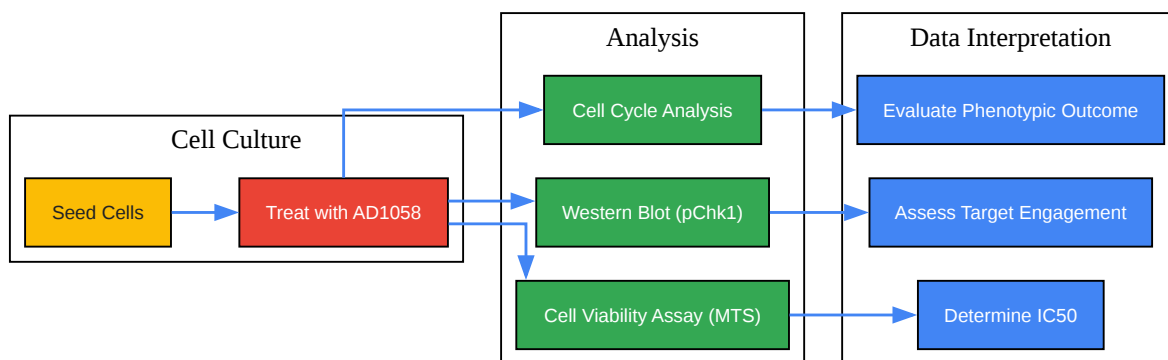 Cell Culture
Seed Cells
Treat with AD1058
Analysis
Cell Cycle Analysis
Western Blot (pChk1)
Cell Viability Assay (MTS)
Data Interpretation
Evaluate Phenotypic Outcome
Assess Target Engagement
Determine IC50